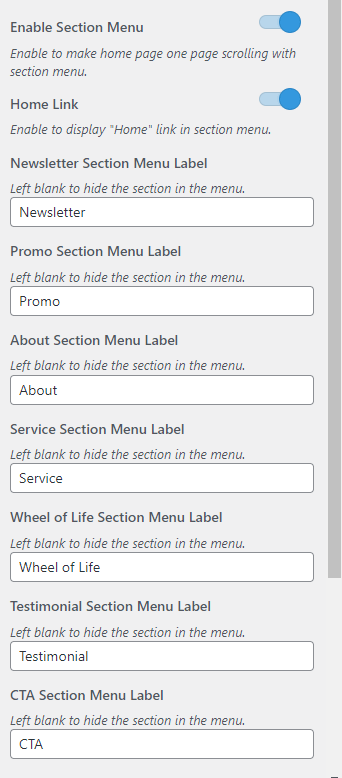 Enable Section Menu
Enable to make home page one page scrolling with
section menu.
Home Link
Enable to display "Home" link in section menu.
Newsletter Section Menu Label
Left blank to hide the section in the menu.
Newsletter
Promo Section Menu Label
Left blank to hide the section in the menu.
Promo
About Section Menu Label
Left blank to hide the section in the menu.
About
Service Section Menu Label
Left blank to hide the section in the menu.
Service
Wheel of Life Section Menu Label
Left blank to hide the section in the menu.
Wheel of Life
Testimonial Section Menu Label
Left blank to hide the section in the menu.
Testimonial
CTA Section Menu Label
Left blank to hide the section in the menu.
CTA